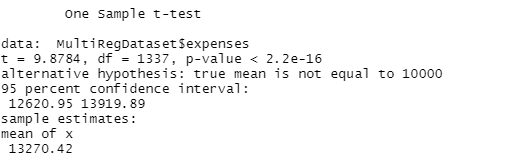 One Sample t-test
data: MultiRegDataset$expenses
t = 9.8784, df = 1337, p-value < 2.2e-16
alternative hypothesis: true mean is not equal to 10000
95 percent confidence interval:
12620.95 13919.89
sample estimates:
mean of x
13270.42